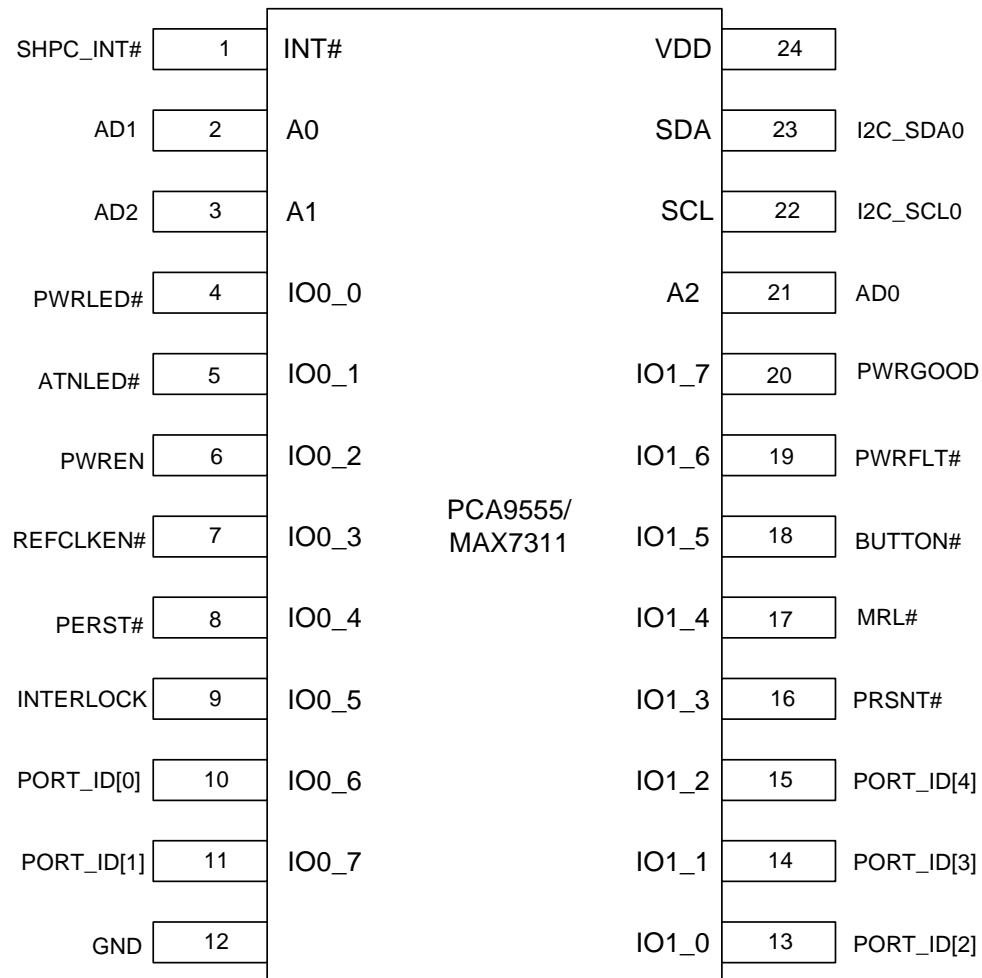 SHPC_INT# 1 INT# VDD 24
AD1 2 A0 SDA 23 I2C_SDA0
AD2 3 A1 SCL 22 I2C_SCL0
PWRLED# 4 IO0_0 A2 21 AD0
ATNLED# 5 IO0_1 IO1_7 20 PWRGOOD
PWREN 6 IO0_2 IO1_6 19 PWRFLT#
PCA9555/
MAX7311
REFCLKEN# 7 IO0_3 IO1_5 18 BUTTON#
PERST# 8 IO0_4 IO1_4 17 MRL#
INTERLOCK 9 IO0_5 IO1_3 16 PRSNT#
PORT_ID[0] 10 IO0_6 IO1_2 15 PORT_ID[4]
PORT_ID[1] 11 IO0_7 IO1_1 14 PORT_ID[3]
GND 12 IO1_0 13 PORT_ID[2]